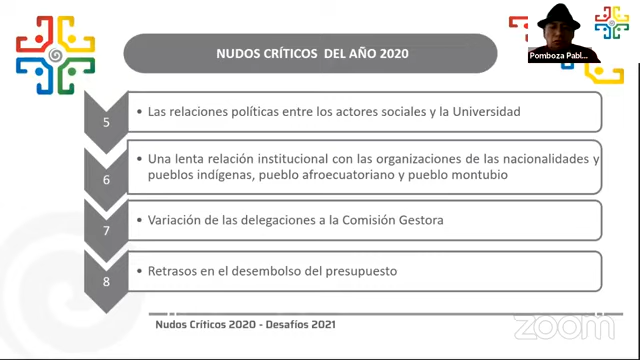 NUDOS CRÍTICOS DEL AÑO 2020
Pomboza Pabl...
5
• Las relaciones políticas entre los actores sociales y la Universidad
6
• Una lenta relación institucional con las organizaciones de las nacionalidades y
pueblos indígenas, pueblo afroecuatoriano y pueblo montubio
7
• Variación de las delegaciones a la Comisión Gestora
8
• Retrasos en el desembolso del presupuesto
Nudos Críticos 2020 - Desafíos 2021
zoom